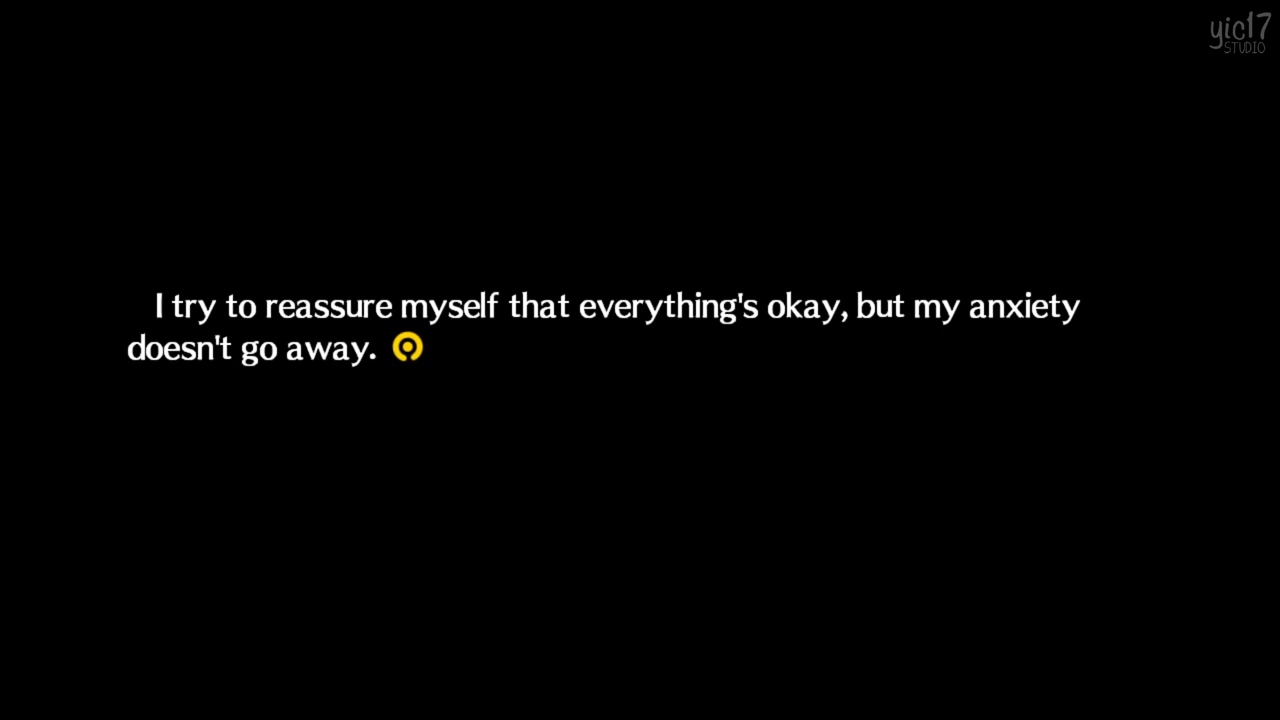 yic17
STUDIO
I try to reassure myself that everything's okay, but my anxiety
doesn't go away.